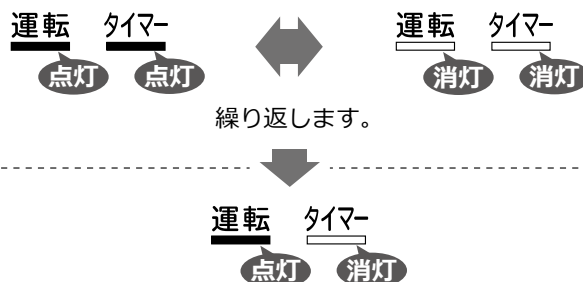 運転 タイマー 運転 タイマー
点灯 点灯 消灯 消灯
繰り返します。
運転 タイマー
点灯 消灯